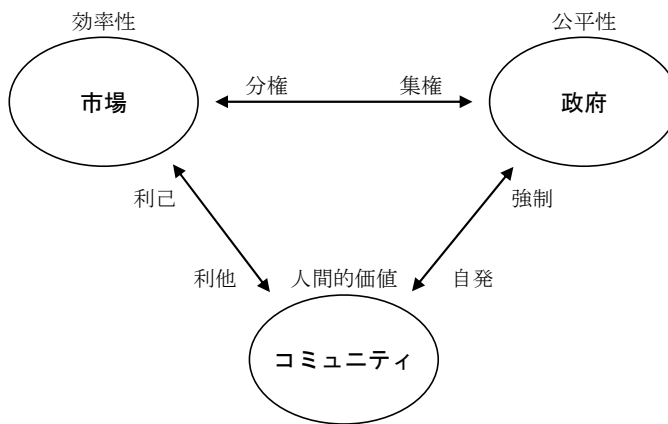 効率性
公平性
市場
分権
集権
政府
利己
強制
利他
人間的価値
自発
コミュニティ